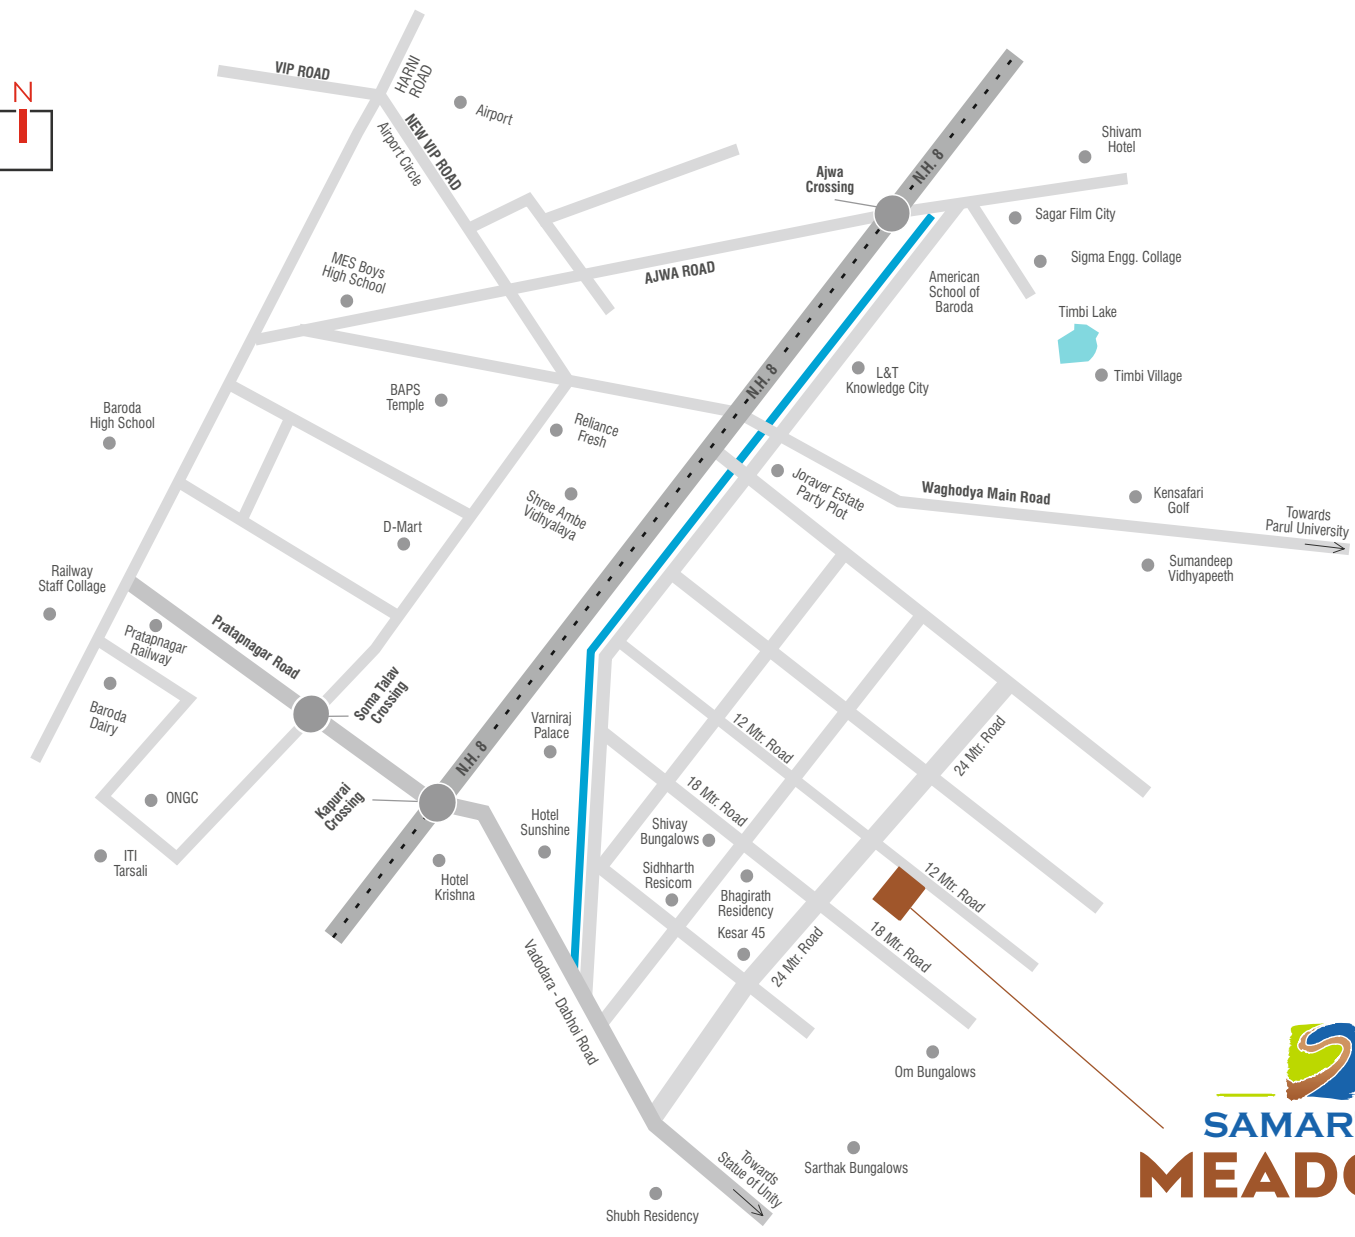 VIP ROAD
HARNI
ROAD
N
Airport
NEW VIP ROAD
Airport Circle
Shivam
Hotel
Ajwa
Crossing
N.H. 8
Sagar Film City
Sigma Engg. Collage
MES Boys
High School
AJWA ROAD
American
School of
Baroda
Timbi Lake
N.H. 8
L&T
Knowledge City
Timbi Village
BAPS
Temple
Baroda
High School
Reliance
Fresh
Joraver Estate
Party Plot
Waghodya Main Road
Kensafari
Golf
Towards
Parul University
Shree Ambe
Vidhyalaya
D-Mart
Sumandeep
Vidhyapeeth
Railway
Staff Collage
Pratapnagar
Railway
Pratapnagar Road
Soma Talav
Crossing
Baroda
Dairy
Varniraj
Palace
12 Mtr. Road
24 Mtr. Road
N.H. 8
Kapurai
Crossing
ONGC
18 Mtr. Road
Hotel
Sunshine
Shivay
Bungalows
ITI
Tarsali
Hotel
Krishna
Sidhharth
Resicom
Bhagirath
Residency
12 Mtr. Road
Kesar 45
24 Mtr. Road
18 Mtr. Road
Vadodara - Dabhoi Road
Om Bungalows
SAMAR
MEADO
Towards
Statue of Unity
Sarthak Bungalows
Shubh Residency